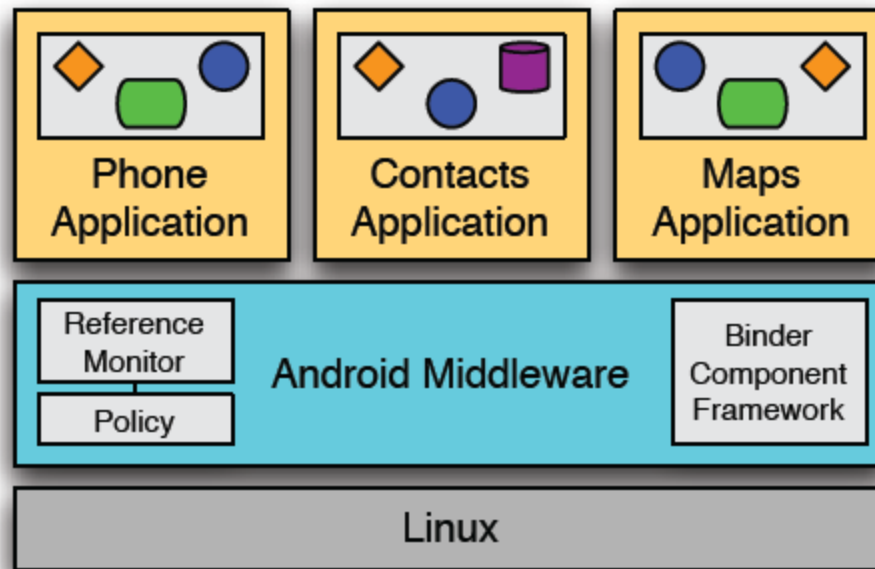 Phone
Application
Contacts
Application
Maps
Application
Reference
Monitor
Policy
Android Middleware
Binder
Component
Framework
Linux